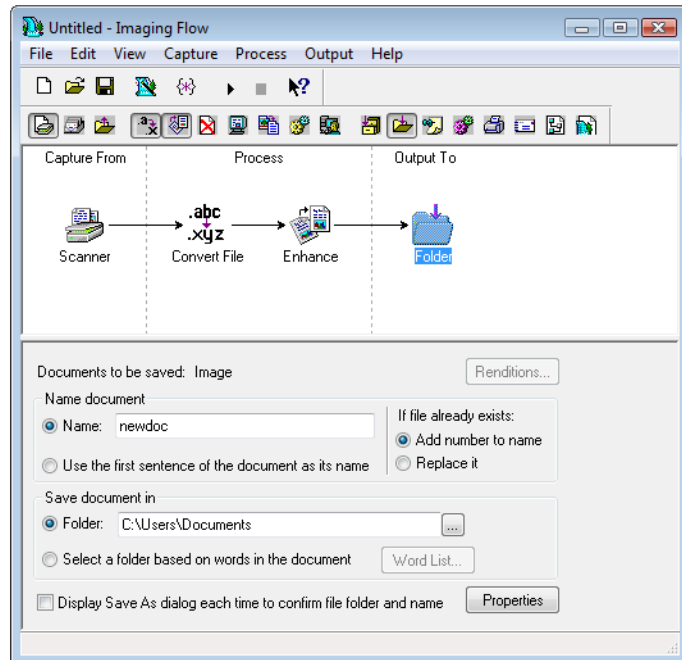 Untitled - Imaging Flow
File Edit View Capture Process Output Help
Capture From Process Output To
.abc
.xyz
Scanner Convert File Enhance Folder
Documents to be saved: Image Renditions...
Name document
If file already exists:
Name: newdoc
Add number to name
Use the first sentence of the document as its name
Replace it
Save document in
Folder: C:\Users\Documents ...
Select a folder based on words in the document Word List...
Display Save As dialog each time to confirm file folder and name Properties